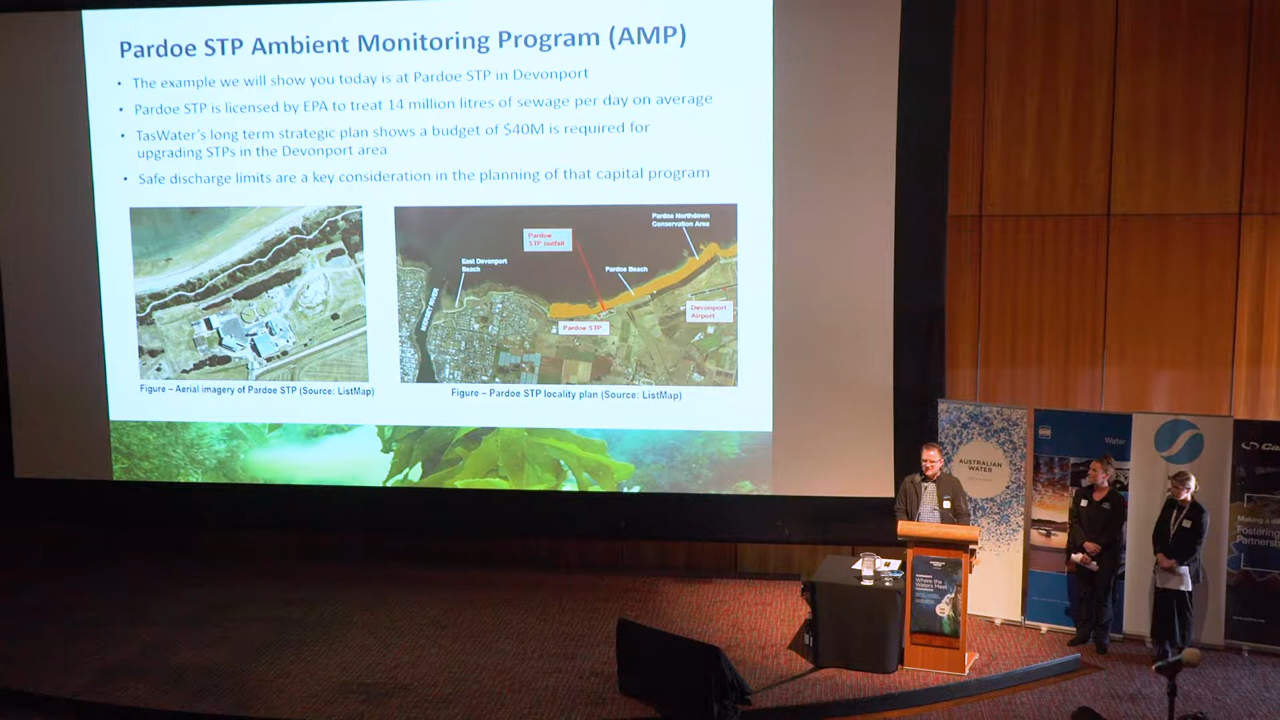 Pardoe STP Ambient Monitoring Program (AMP)
• The example we will show you today is at Pardoe STP in Devonport
• Pardoe STP is licensed by EPA to treat 14 million litres of sewage per day on average
• TasWater's long term strategic plan shows a budget of $40M is required for
upgrading STPs in the Devonport area
• Safe discharge limits are a key consideration in the planning of that capital program
Pardoe Northdown
Conservation Area
Pardoe
STP outfall
East Devonport
Beach
Pardoe Beach
MERSEY RIVER
Devonport
Airport
Pardoe STP
Figure – Aerial imagery of Pardoe STP (Source: ListMap)
Figure – Pardoe STP locality plan (Source: ListMap)
AUSTRALIAN
WATER
Water
Making a
Fostering
Partnersh
Where the
Waters Meet